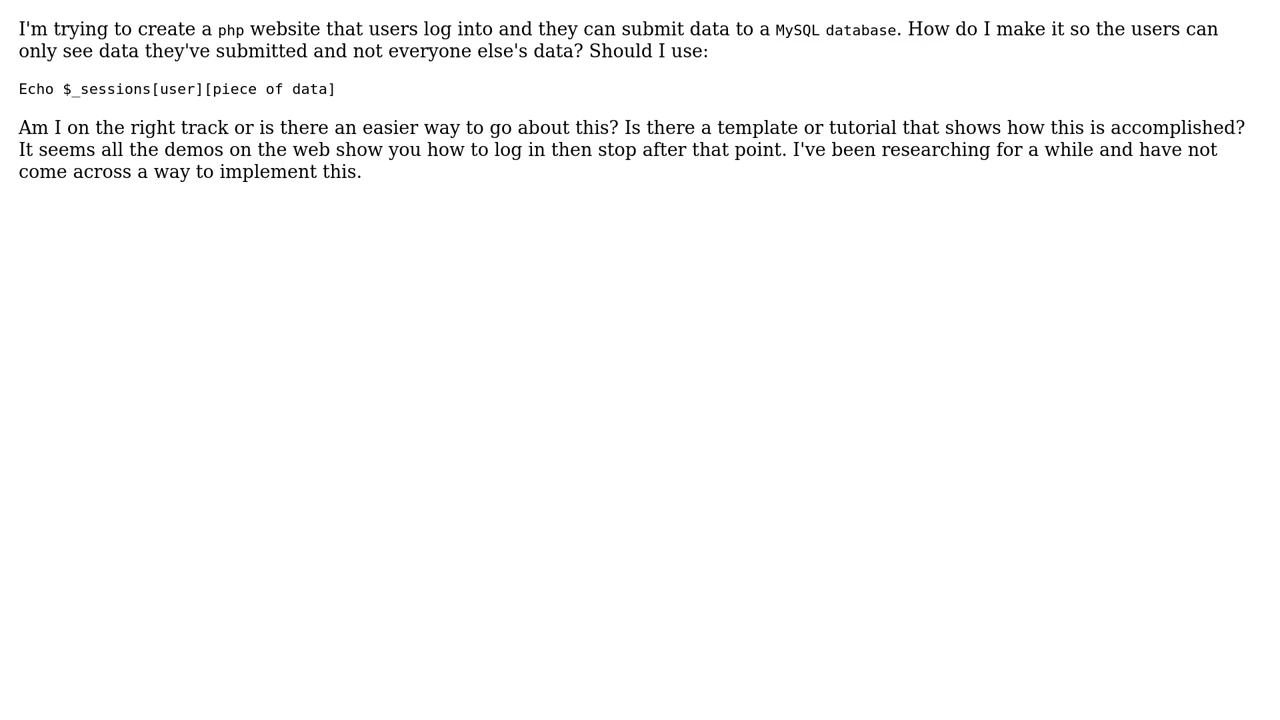 I'm trying to create a php website that users log into and they can submit data to a MySQL database. How do I make it so the users can
only see data they've submitted and not everyone else's data? Should I use:
Echo $_sessions[user][piece of data]
Am I on the right track or is there an easier way to go about this? Is there a template or tutorial that shows how this is accomplished?
It seems all the demos on the web show you how to log in then stop after that point. I've been researching for a while and have not
come across a way to implement this.